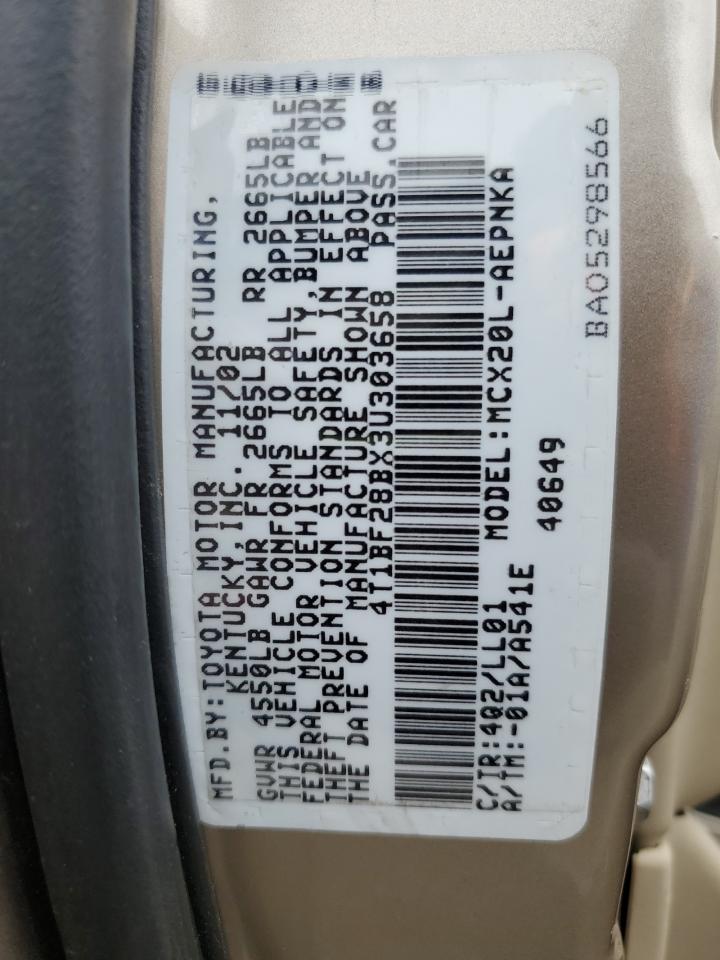 MFD.BY:TOYOTA MOTOR MANUFACTURING,
KENTUCKY,INC. 11/02
GVWR 4550LB GAWR FR 2665LB RR 2665LB
THIS VEHICLE CONFORMS TO ALL APPLICABLE
FEDERAL MOTOR VEHICLE SAFETY,BUMPER AND
THEFT PREVENTION STANDARDS IN EFFECT ON
THE DATE OF MANUFACTURE SHOWN ABOVE
4T1BF28BX3U303658 PASS.CAR
C/TR:4Q2/LL01 MODEL:MCX20L-AEPNKA
A/TM:-01A/A541E
40649
BA05298566